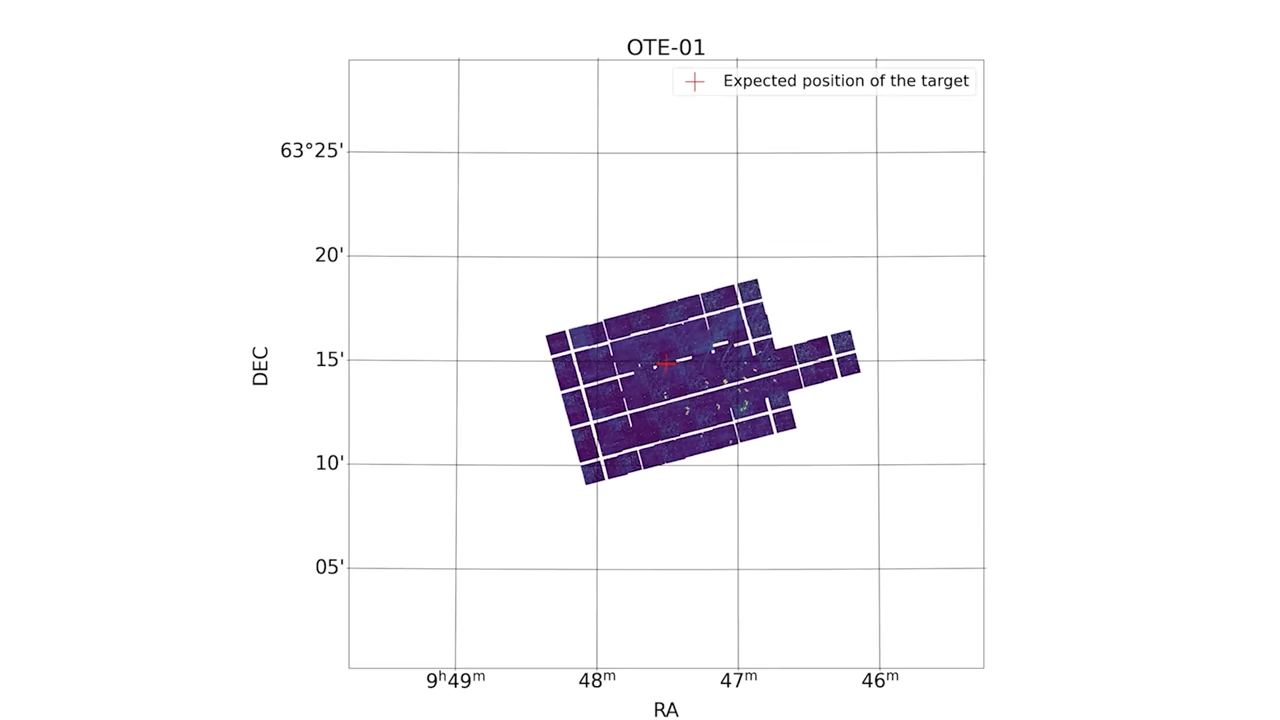 OTE-01
Expected position of the target
63°25'
20'
15'
10'
05'
DEC
9ʰ49ᵐ 48ᵐ 47ᵐ 46ᵐ
RA